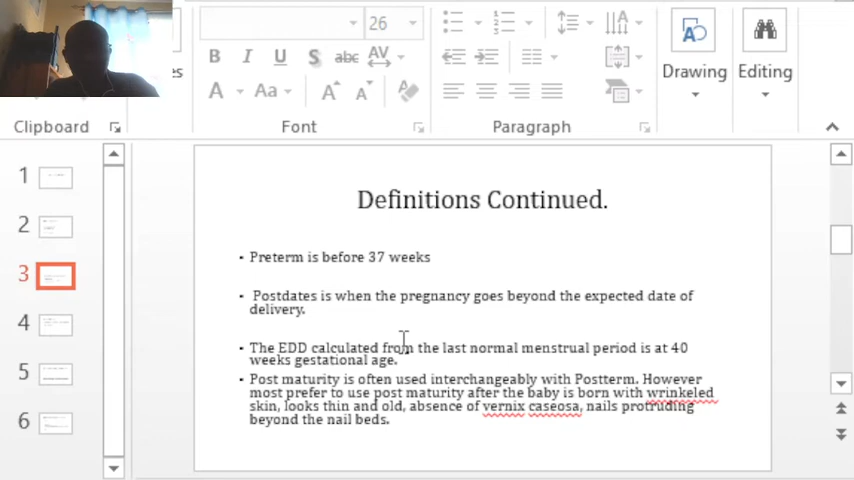 26
B I U S abc AV
A Aa A A
es
Drawing
Editing
Clipboard
Font
Paragraph
1
2
3
4
5
6
Definitions Continued.
▪ Preterm is before 37 weeks
▪ Postdates is when the pregnancy goes beyond the expected date of
delivery.
▪ The EDD calculated from the last normal menstrual period is at 40
weeks gestational age.
▪ Post maturity is often used interchangeably with Postterm. However
most prefer to use post maturity after the baby is born with wrinkeled
skin, looks thin and old, absence of vernix caseosa, nails protruding
beyond the nail beds.